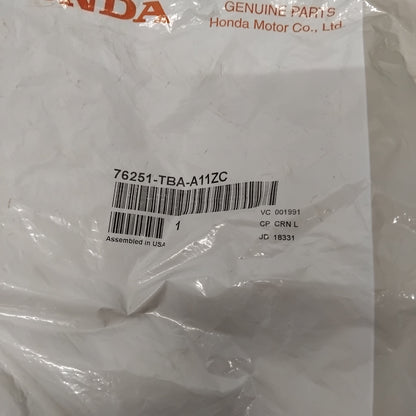 HONDA
GENUINE PARTS
Honda Motor Co., Ltd.
76251-TBA-A11ZC
VC 001991
1
CP CRN L
Assembled in USA
JD 18331